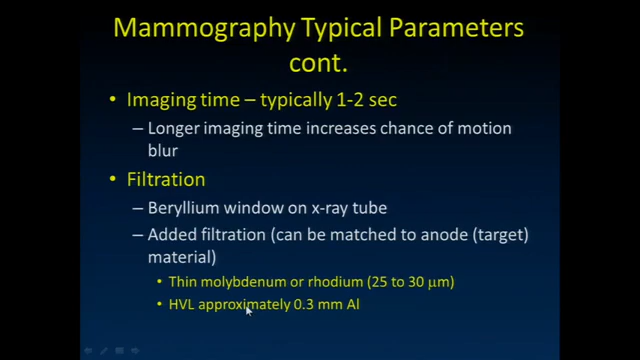 Mammography Typical Parameters
cont.
• Imaging time – typically 1-2 sec
– Longer imaging time increases chance of motion
blur
• Filtration
– Beryllium window on x-ray tube
– Added filtration (can be matched to anode (target)
material)
• Thin molybdenum or rhodium (25 to 30 μm)
• HVL approximately 0.3 mm Al